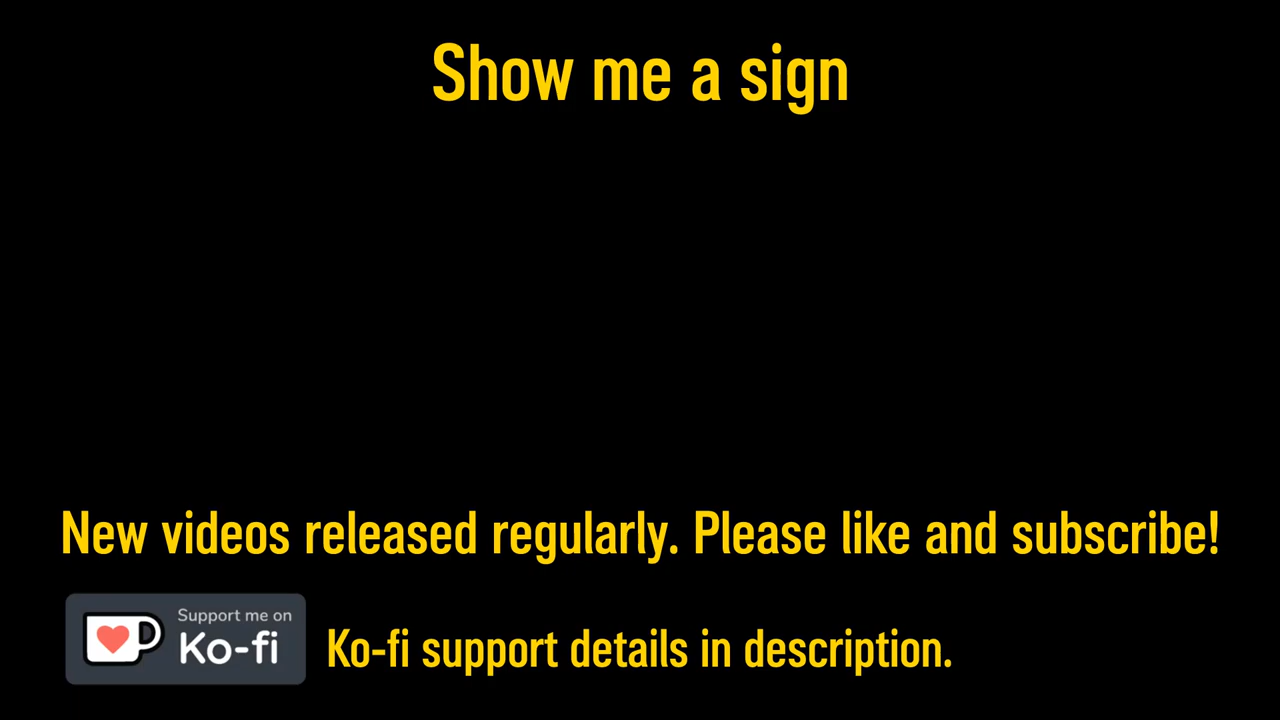 Show me a sign
New videos released regularly. Please like and subscribe!
Support me on
Ko-fi
Ko-fi support details in description.